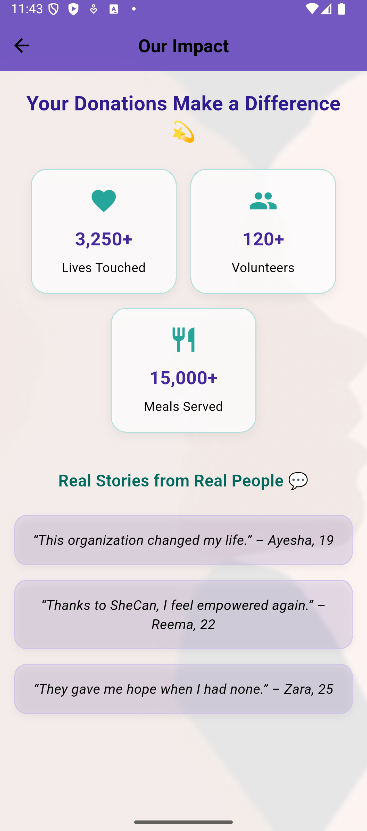 11:43
Our Impact
Your Donations Make a Difference
💫
3,250+
120+
Lives Touched
Volunteers
15,000+
Meals Served
Real Stories from Real People 💬
“This organization changed my life.” – Ayesha, 19
“Thanks to SheCan, I feel empowered again.” –
Reema, 22
“They gave me hope when I had none.” – Zara, 25